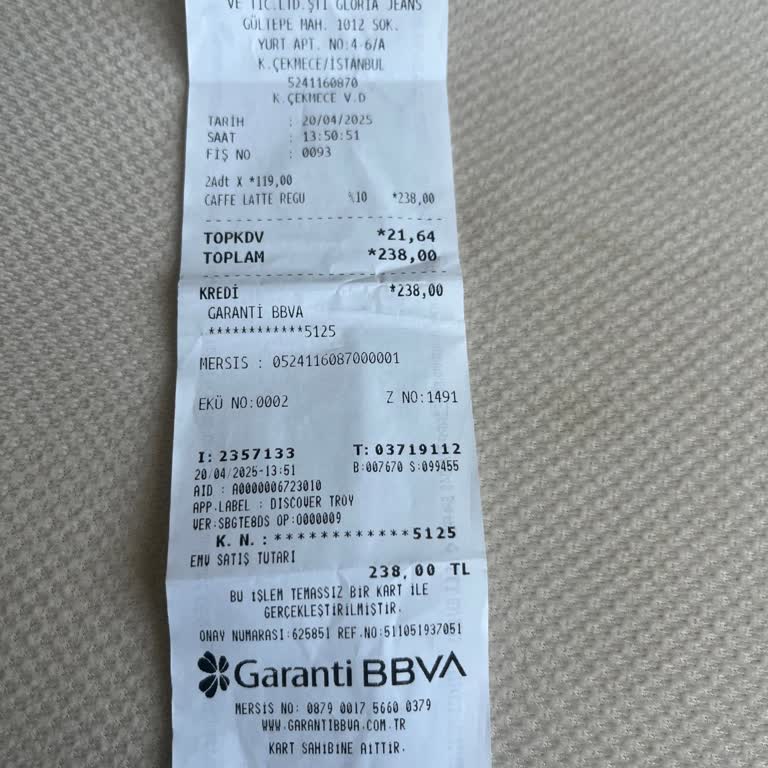 VE TİC.LTD.ŞTİ GLORIA JEANS
GÜLTEPE MAH. 1012 SOK.
YURT APT. NO:4-6/A
K.ÇEKMECE/İSTANBUL
5241160870
K.ÇEKMECE V.D
TARİH : 20/04/2025
SAAT : 13:50:51
FİŞ NO : 0093
2Adt X *119,00
CAFFE LATTE REGU %10 *238,00
TOPKDV *21,64
TOPLAM *238,00
KREDİ *238,00
GARANTİ BBVA
************5125
MERSIS : 0524116087000001
EKÜ NO:0002 Z NO:1491
I: 2357133 T: 03719112
20/04/2025-13:51 B:007670 S:099455
AID : A0000006723010
APP.LABEL : DISCOVER TROY
VER:SBGTE8DS OP:0000009
K. N. : ************5125
EMV SATIŞ TUTARI
238,00 TL
BU İŞLEM TEMASSIZ BİR KART İLE
GERÇEKLEŞTİRİLMİŞTİR.
ONAY NUMARASI:625851 REF.NO:511051937051
Garanti BBVA
MERSİS NO: 0879 0017 5660 0379
WWW.GARANTIBBVA.COM.TR
KART SAHİBİNE AİTTİR.